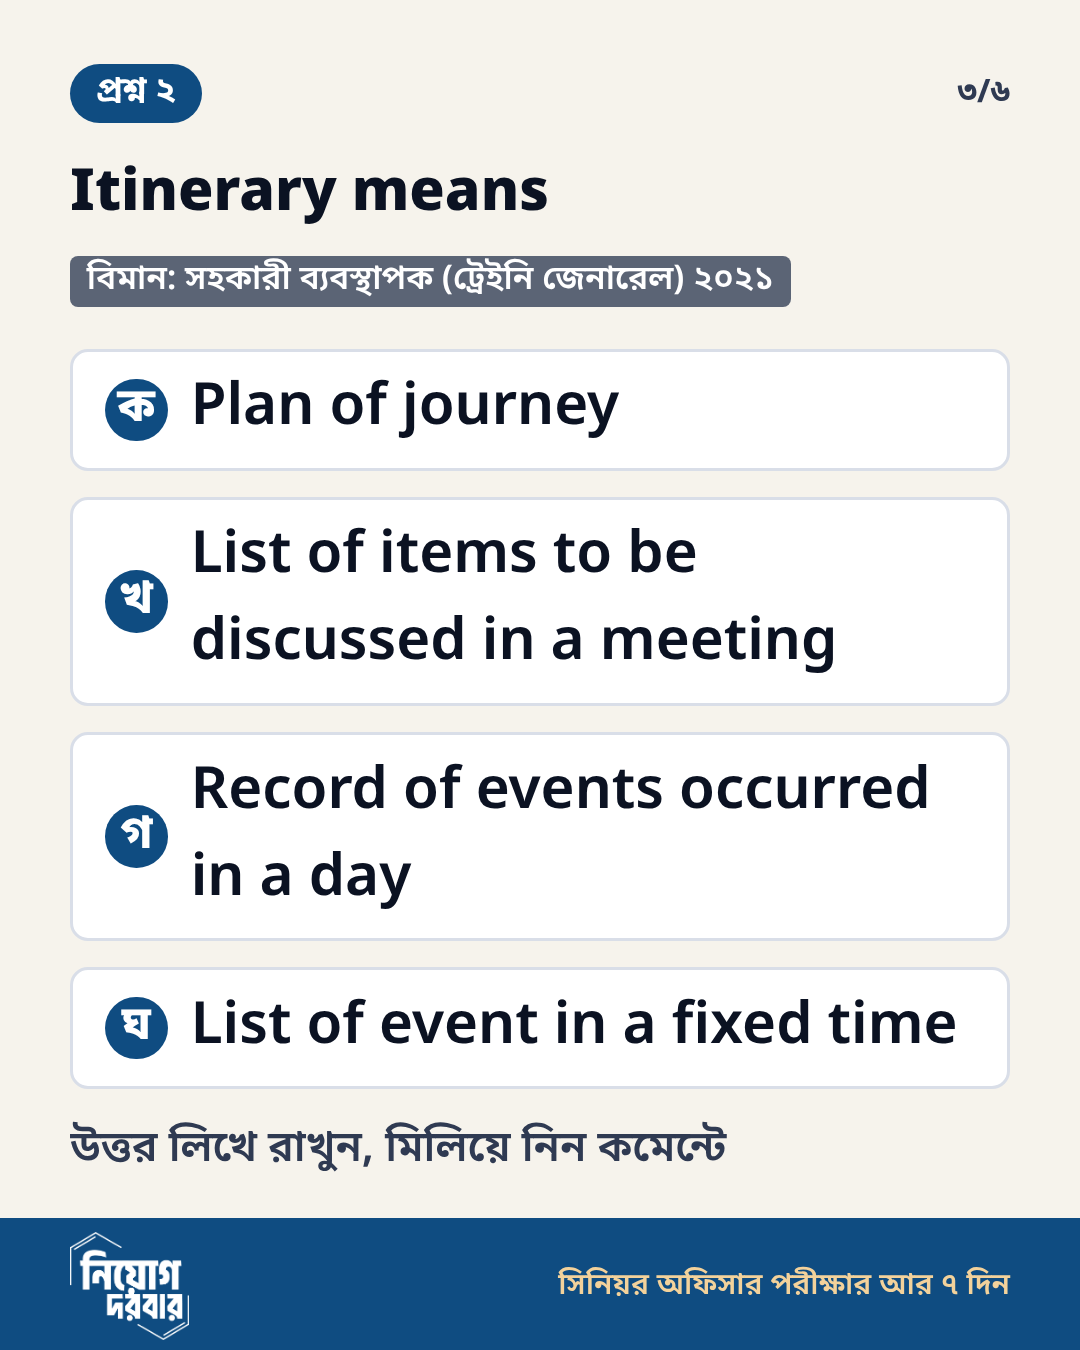 প্রশ্ন ২
৩/৬
Itinerary means
বিমান: সহকারী ব্যবস্থাপক (ট্রেইনি জেনারেল) ২০২১
ক Plan of journey
খ List of items to be
discussed in a meeting
গ Record of events occurred
in a day
ঘ List of event in a fixed time
উত্তর লিখে রাখুন, মিলিয়ে নিন কমেন্টে
নিয়োগ
দরবার
সিনিয়র অফিসার পরীক্ষার আর ৭ দিন